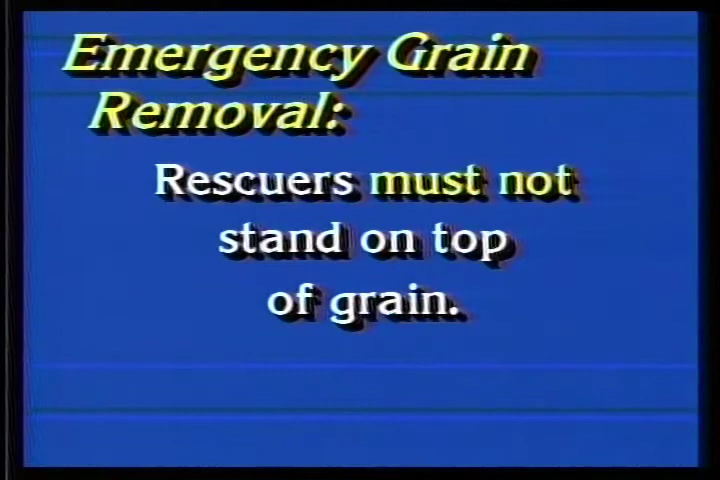 Emergency Grain
Removal:
Rescuers must not
stand on top
of grain.